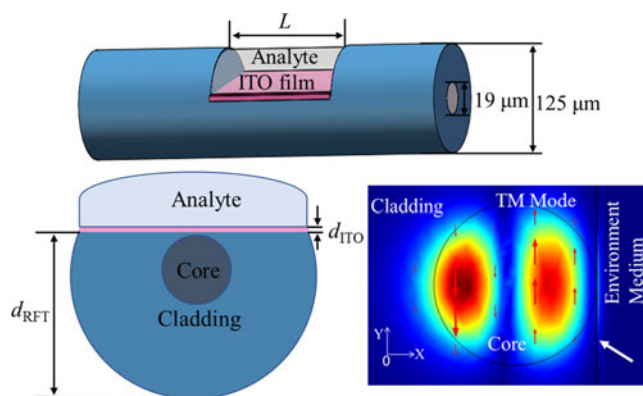 L
Analyte
ITO film
19 μm
125 μm
Analyte
d_ITO
Core
Cladding
d_RFT
Cladding
TM Mode
Environment
Medium
Y
0
X
Core